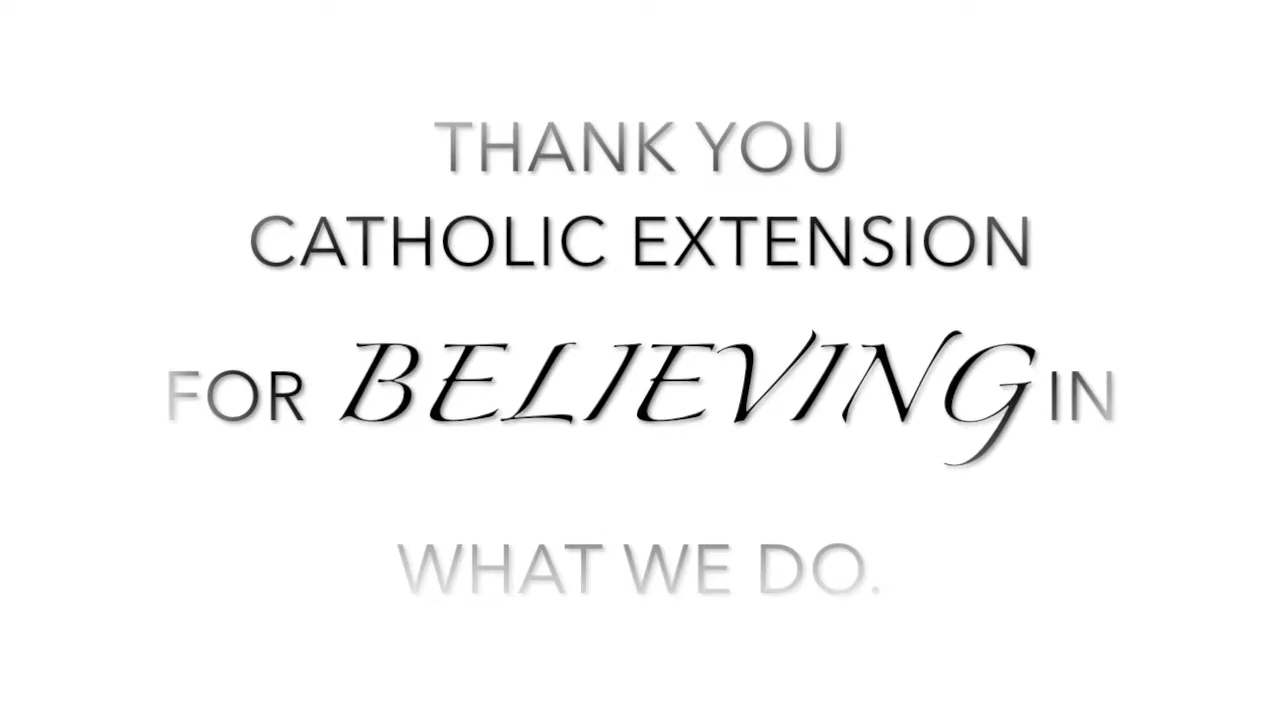 THANK YOU
CATHOLIC EXTENSION
FOR BELIEVING IN
WHAT WE DO.